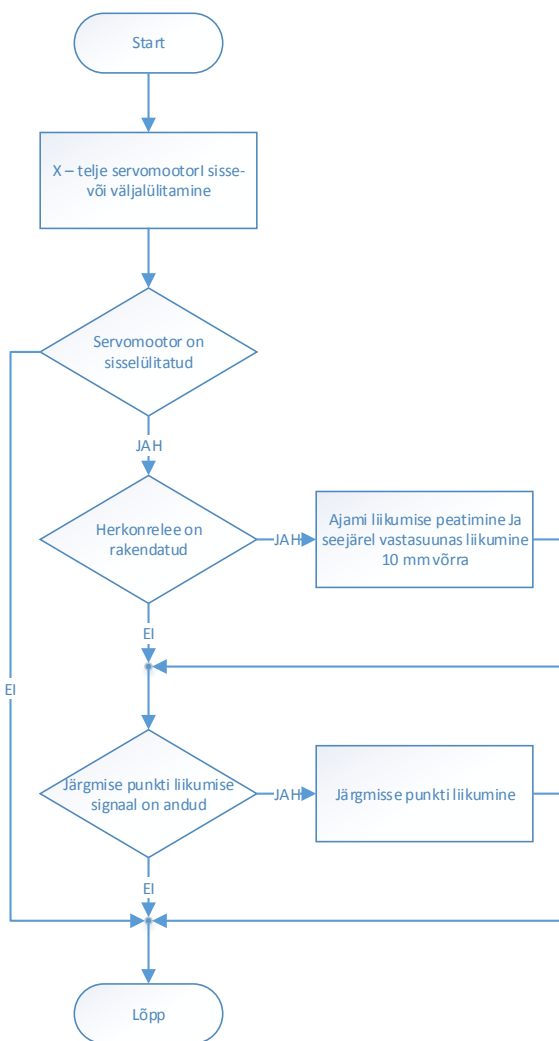 Start
X – telje servomootorI sisse-
või väljalülitamine
Servomootor on
sisselülitatud
JAH
Herkonrelee on
rakendatud
JAH
Ajami liikumise peatimine Ja
seejärel vastasuunas liikumine
10 mm võrra
EI
EI
Järgmise punkti liikumise
signaal on andud
JAH
Järgmisse punkti liikumine
EI
Lõpp